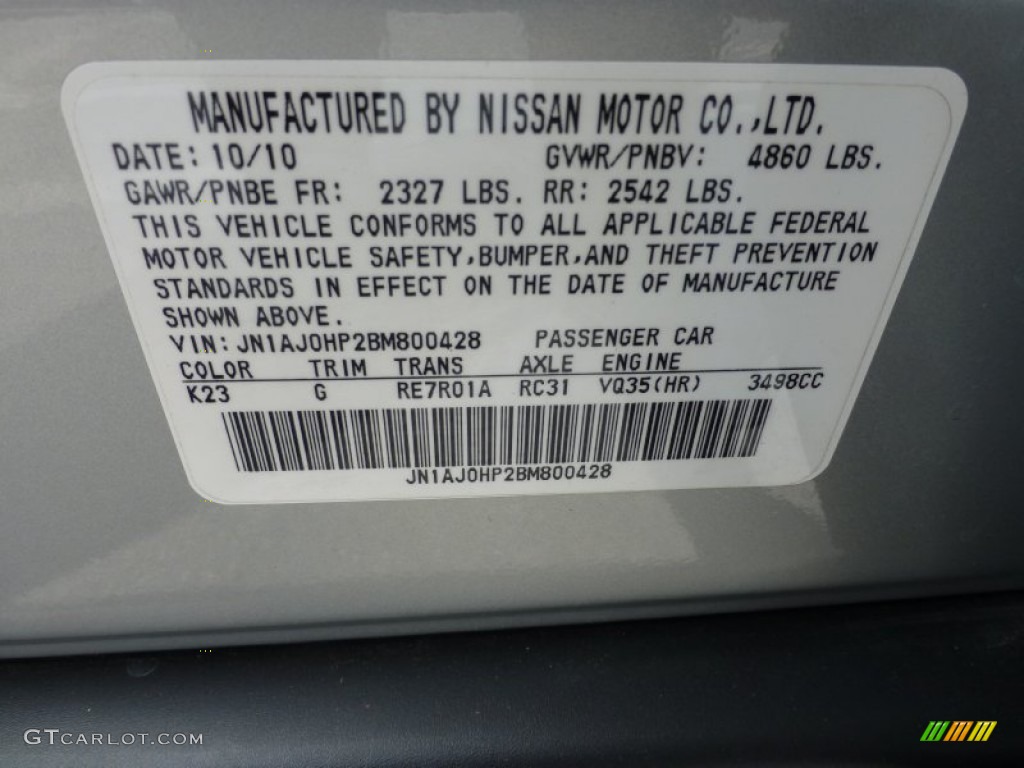 MANUFACTURED BY NISSAN MOTOR CO.,LTD.
DATE: 10/10 GVWR/PNBV: 4860 LBS.
GAWR/PNBE FR: 2327 LBS. RR: 2542 LBS.
THIS VEHICLE CONFORMS TO ALL APPLICABLE FEDERAL
MOTOR VEHICLE SAFETY,BUMPER,AND THEFT PREVENTION
STANDARDS IN EFFECT ON THE DATE OF MANUFACTURE
SHOWN ABOVE.
VIN:JN1AJ0HP2BM800428 PASSENGER CAR
COLOR TRIM TRANS AXLE ENGINE
K23 G RE7R01A RC31 VQ35(HR) 3498CC
JN1AJ0HP2BM800428
GTCARLOT.COM